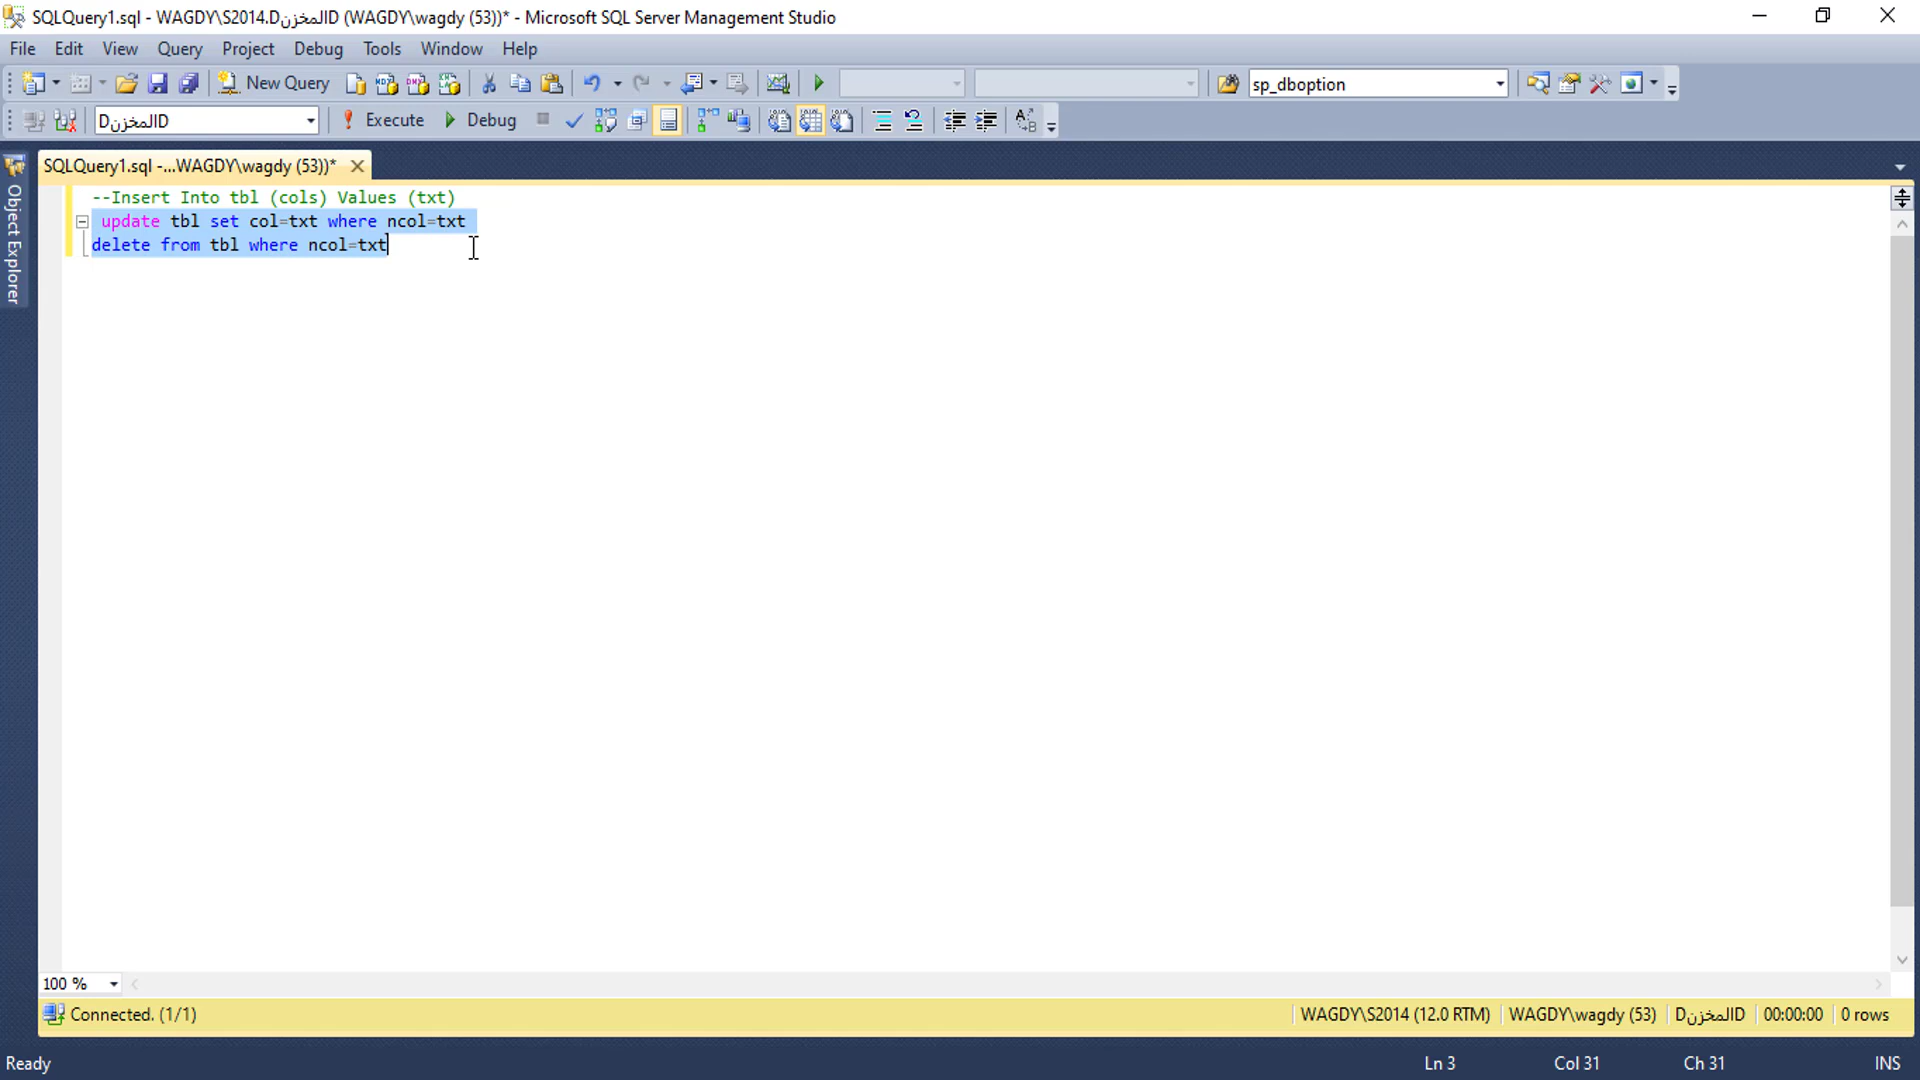 SQLQuery1.sql - WAGDY\S2014.DالمخزنID (WAGDY\wagdy (53))* - Microsoft SQL Server Management Studio
File Edit View Query Project Debug Tools Window Help
New Query sp_dboption
DالمخزنID Execute Debug
SQLQuery1.sql -...WAGDY\wagdy (53))*
Object Explorer
--Insert Into tbl (cols) Values (txt)
update tbl set col=txt where ncol=txt
delete from tbl where ncol=txt
100 %
Connected. (1/1) WAGDY\S2014 (12.0 RTM) WAGDY\wagdy (53) DالمخزنID 00:00:00 0 rows
Ready Ln 3 Col 31 Ch 31 INS